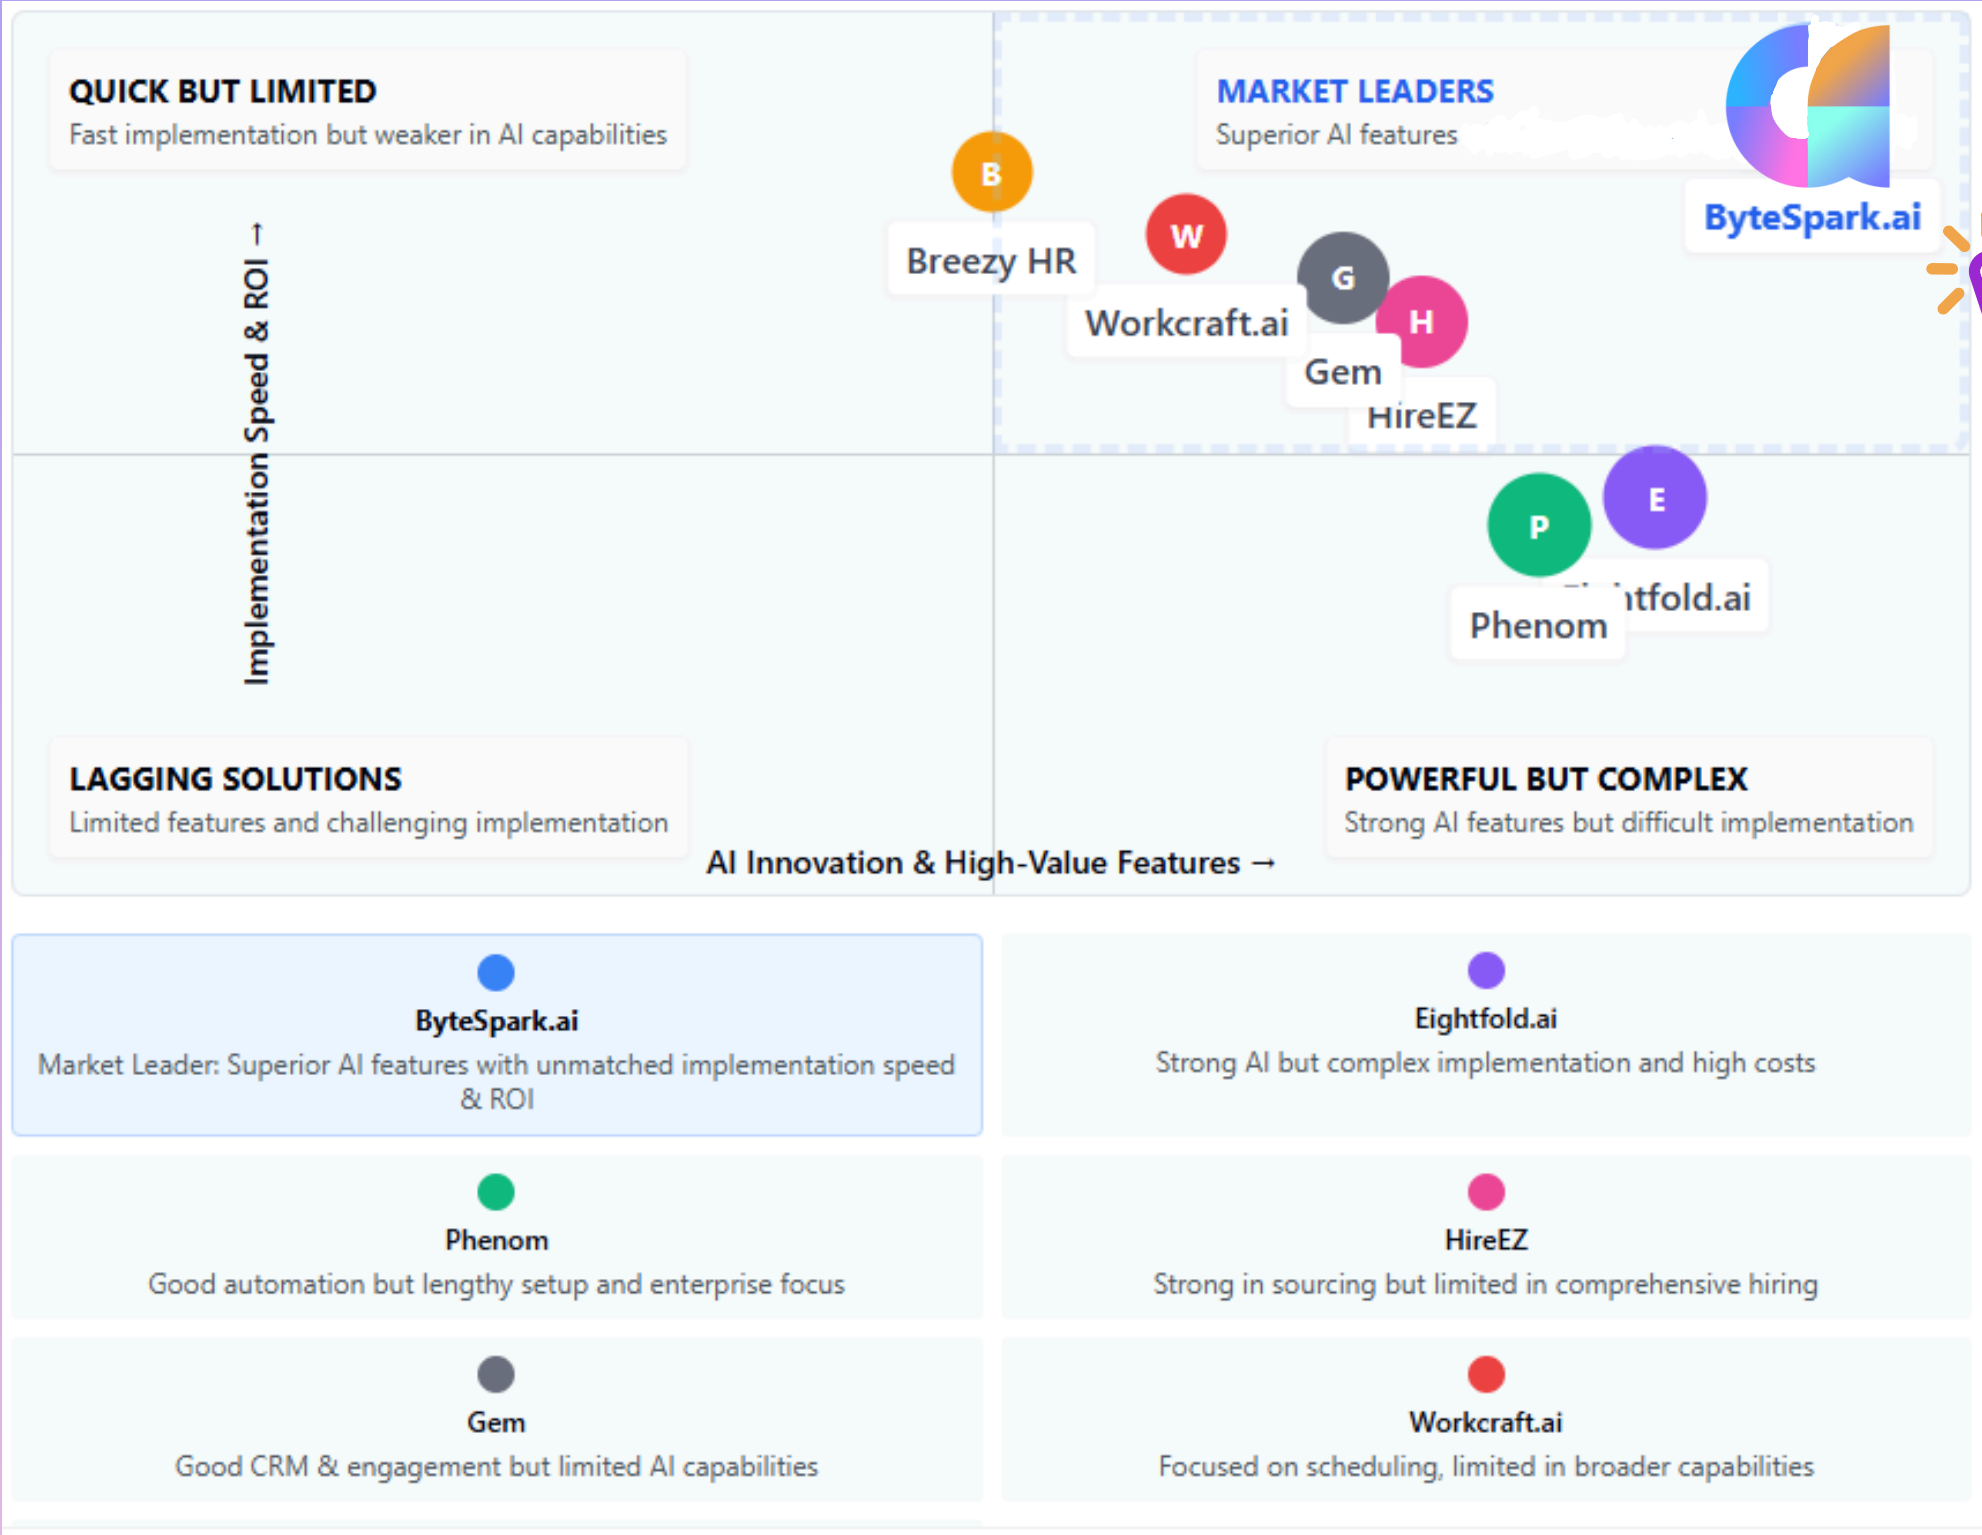 QUICK BUT LIMITED
Fast implementation but weaker in AI capabilities
MARKET LEADERS
Superior AI features
ByteSpark.ai
B
Breezy HR
W
Workcraft.ai
G
Gem
H
HireEZ
Implementation Speed & ROI →
E
P
Phenom
LAGGING SOLUTIONS
Limited features and challenging implementation
POWERFUL BUT COMPLEX
Strong AI features but difficult implementation
AI Innovation & High-Value Features →
ByteSpark.ai
Market Leader: Superior AI features with unmatched implementation speed
& ROI
Eightfold.ai
Strong AI but complex implementation and high costs
Phenom
Good automation but lengthy setup and enterprise focus
HireEZ
Strong in sourcing but limited in comprehensive hiring
Gem
Good CRM & engagement but limited AI capabilities
Workcraft.ai
Focused on scheduling, limited in broader capabilities